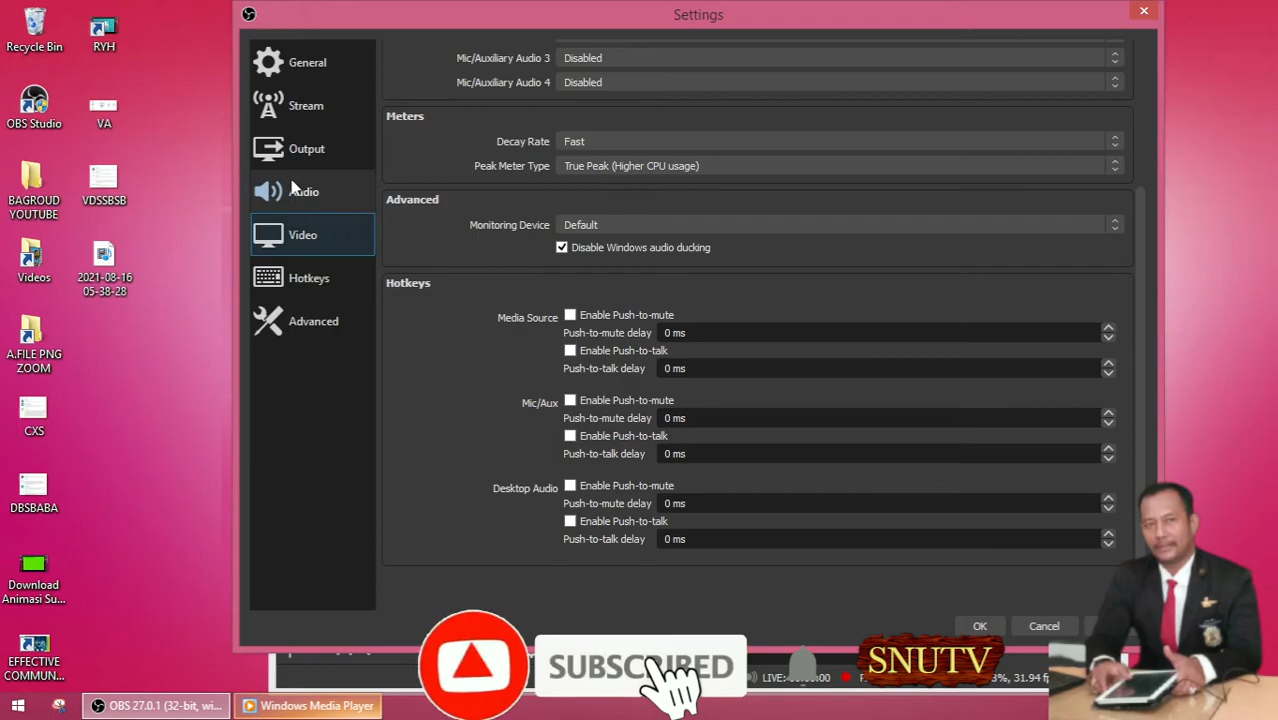 Settings
Recycle Bin
RYH
OBS Studio
VA
BAGROUD
YOUTUBE
VDSSBSB
Videos
2021-08-16
05-38-28
A.FILE PNG
ZOOM
CXS
DBSBABA
Download
Animasi Su...
EFFECTIVE
COMMUN...
General
Stream
Output
Audio
Video
Hotkeys
Advanced
Mic/Auxiliary Audio 3 Disabled
Mic/Auxiliary Audio 4 Disabled
Meters
Decay Rate Fast
Peak Meter Type True Peak (Higher CPU usage)
Advanced
Monitoring Device Default
Disable Windows audio ducking
Hotkeys
Media Source Enable Push-to-mute
Push-to-mute delay 0 ms
Enable Push-to-talk
Push-to-talk delay 0 ms
Mic/Aux Enable Push-to-mute
Push-to-mute delay 0 ms
Enable Push-to-talk
Push-to-talk delay 0 ms
Desktop Audio Enable Push-to-mute
Push-to-mute delay 0 ms
Enable Push-to-talk
Push-to-talk delay 0 ms
OK Cancel
SUBSCRIBED
SNUTV
LIVE: 31.94 fp
OBS 27.0.1 (32-bit, wi...
Windows Media Player